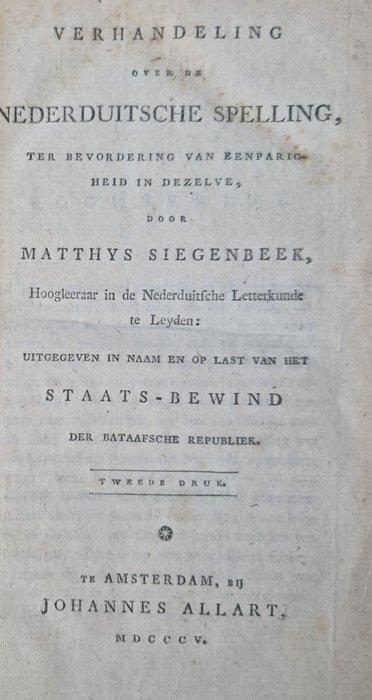 VERHANDELING
OVER DE
NEDERDUITSCHE SPELLING,
TER BEVORDERING VAN EENPARIG-
HEID IN DEZELVE,
DOOR
MATTHYS SIEGENBEEK,
Hoogleeraar in de Nederduitſche Letterkunde
te Leyden:
UITGEGEVEN IN NAAM EN OP LAST VAN HET
STAATS-BEWIND
DER BATAAFSCHE REPUBLIEK.
TWEEDE DRUK.
TE AMSTERDAM, BIJ
JOHANNES ALLART,
MDCCCV.